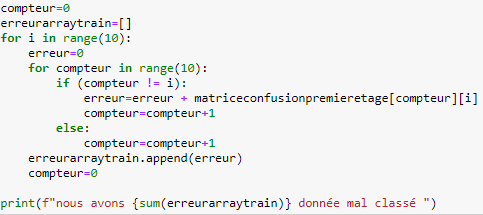 compteur=0
erreurarraytrain=[]
for i in range(10):
    erreur=0
    for compteur in range(10):
        if (compteur != i):
            erreur=erreur + matriceconfusionpremieretage[compteur][i]
            compteur=compteur+1
        else:
            compteur=compteur+1
    erreurarraytrain.append(erreur)
    compteur=0

print(f"nous avons {sum(erreurarraytrain)} donnée mal classé ")